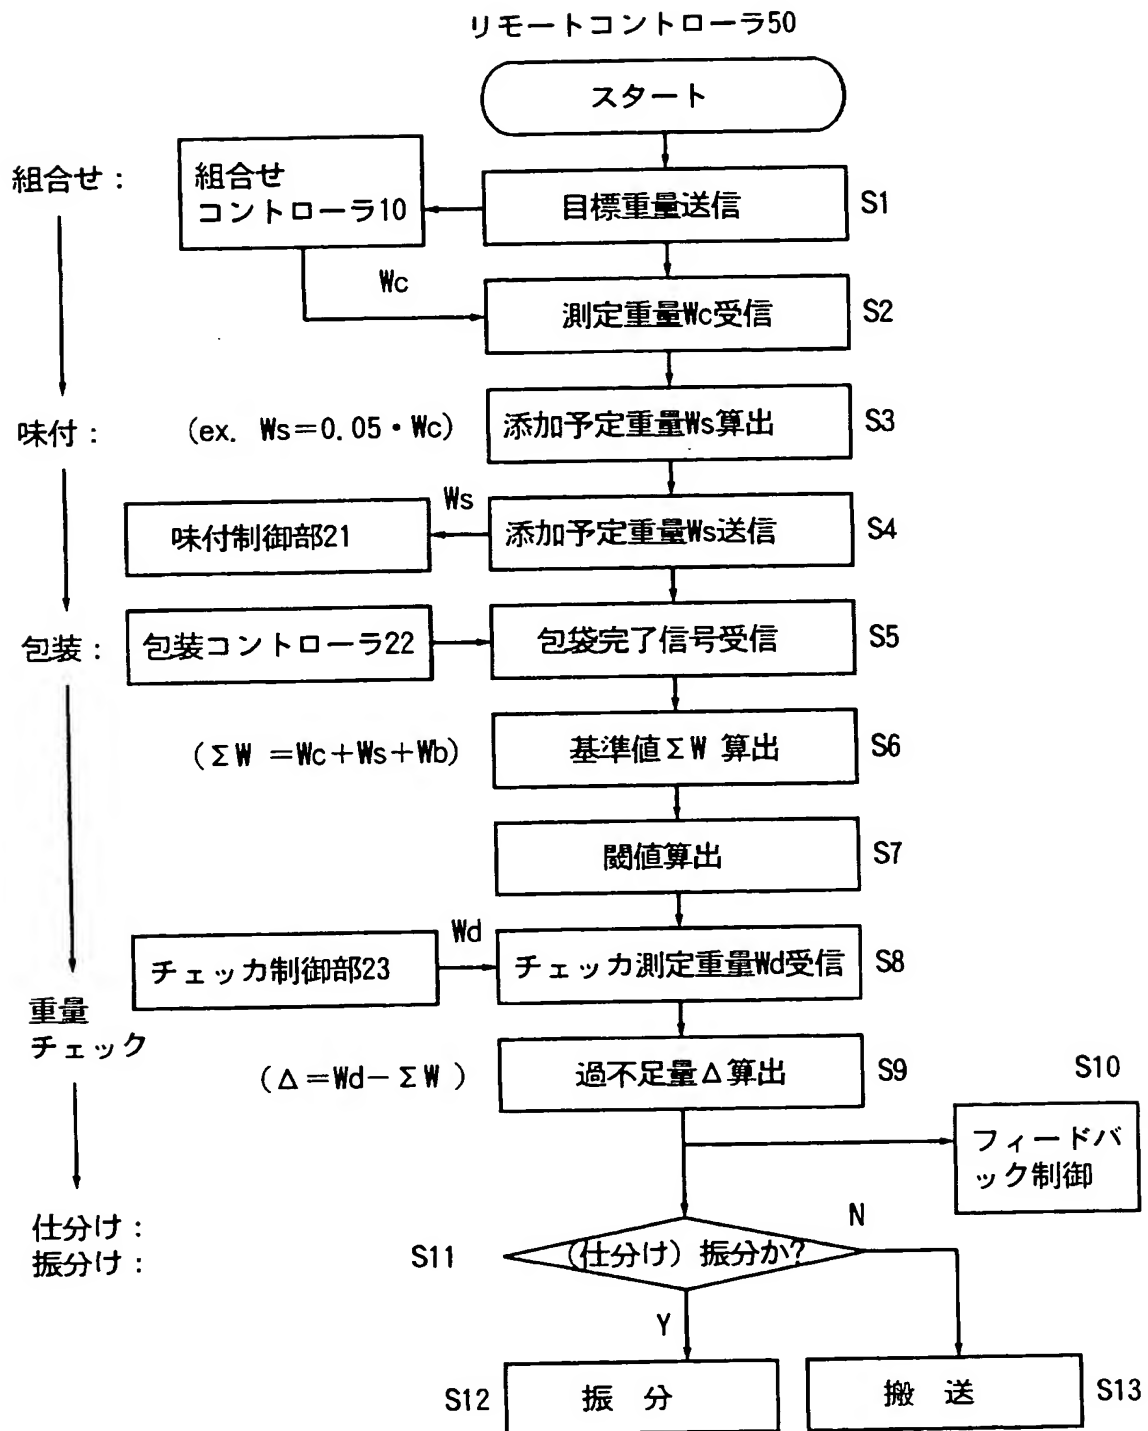 リモートコントローラ50
スタート
組合せ：
組合せ
コントローラ10
目標重量送信
S1
Wc
測定重量Wc受信
S2
味付：
(ex. Ws＝0.05・Wc)
添加予定重量Ws算出
S3
Ws
味付制御部21
添加予定重量Ws送信
S4
包装：
包装コントローラ22
包袋完了信号受信
S5
(ΣW ＝Wc＋Ws＋Wb)
基準値ΣW 算出
S6
閾値算出
S7
Wd
チェッカ制御部23
チェッカ測定重量Wd受信
S8
重量
チェック
(Δ＝Wd－ΣW )
過不足量Δ算出
S9
S10
フィードバ
ック制御
仕分け：
振分け：
S11
(仕分け) 振分か?
N
Y
S12
振 分
搬 送
S13